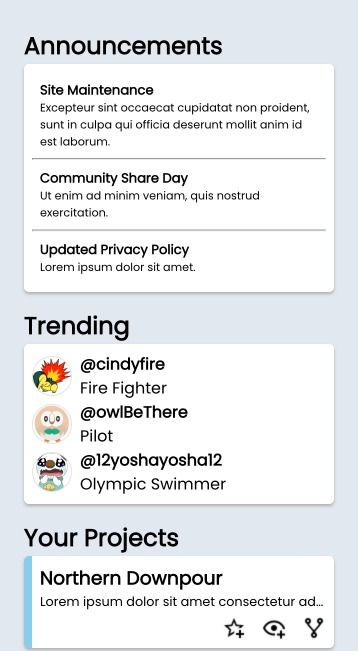 Announcements
Site Maintenance
Excepteur sint occaecat cupidatat non proident,
sunt in culpa qui officia deserunt mollit anim id
est laborum.
Community Share Day
Ut enim ad minim veniam, quis nostrud
exercitation.
Updated Privacy Policy
Lorem ipsum dolor sit amet.
Trending
@cindyfire
Fire Fighter
@owlBeThere
Pilot
@12yoshayosha12
Olympic Swimmer
Your Projects
Northern Downpour
Lorem ipsum dolor sit amet consectetur ad...